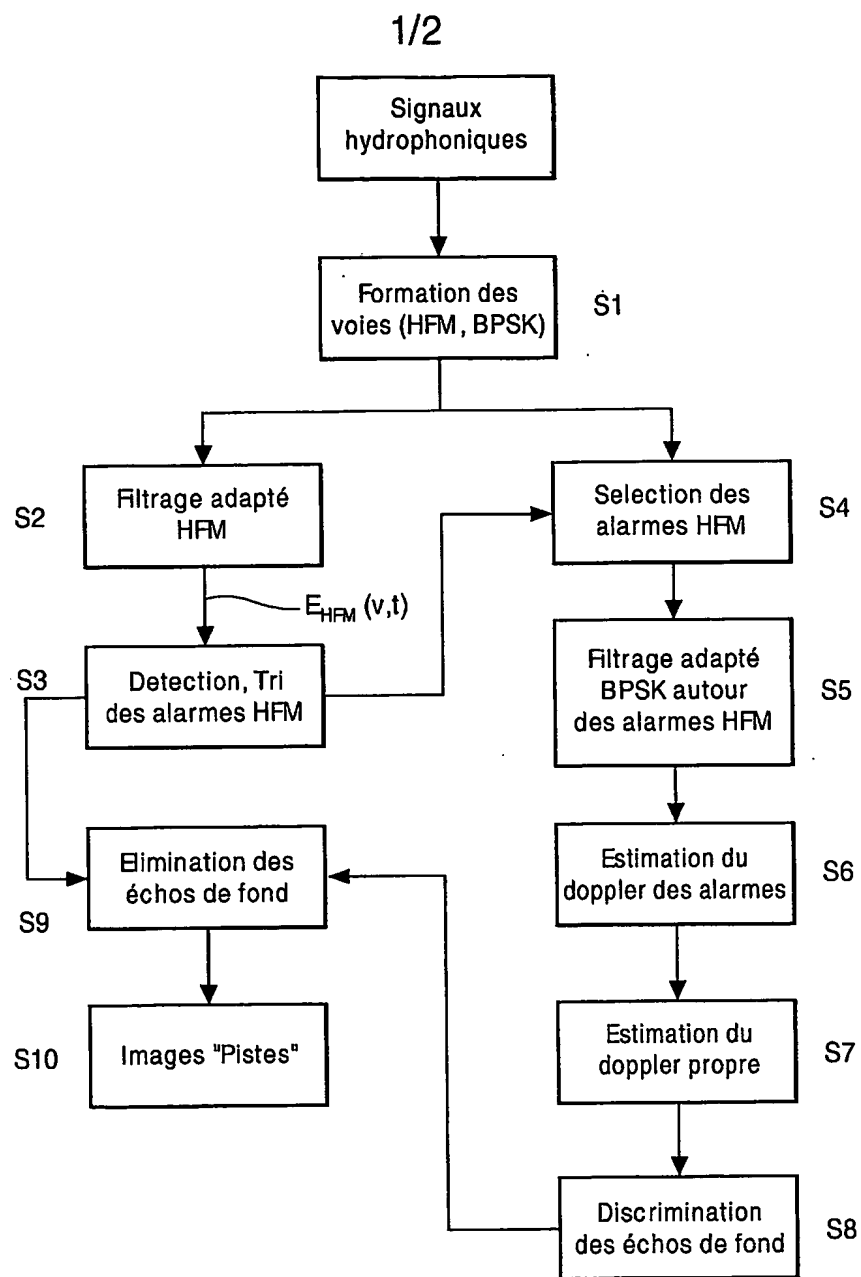 1/2
Signaux
hydrophoniques
Formation des
voies (HFM, BPSK)
S1
S2
Filtrage adapté
HFM
Selection des
alarmes HFM
S4
E_HFM (v,t)
S3
Detection, Tri
des alarmes HFM
Filtrage adapté
BPSK autour
des alarmes HFM
S5
Elimination des
échos de fond
S9
Estimation du
doppler des alarmes
S6
S10
Images "Pistes"
Estimation du
doppler propre
S7
Discrimination
des échos de fond
S8